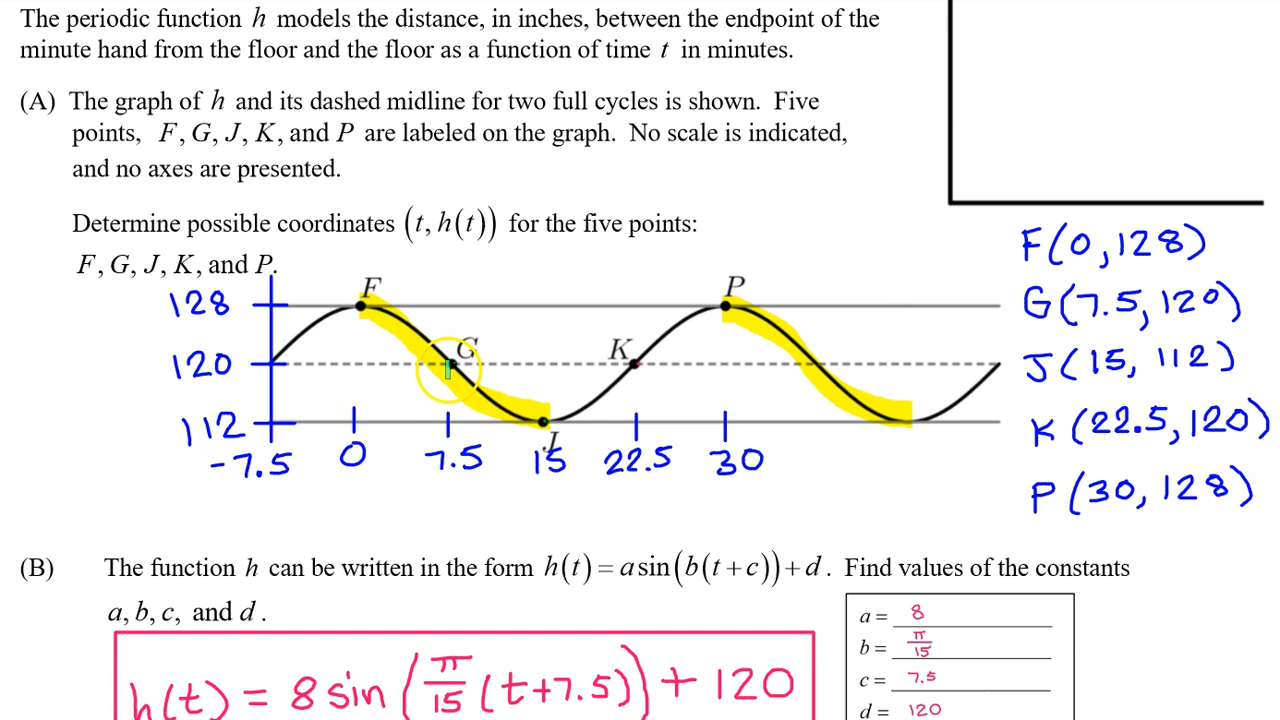 The periodic function h models the distance, in inches, between the endpoint of the
minute hand from the floor and the floor as a function of time t in minutes.
(A) The graph of h and its dashed midline for two full cycles is shown. Five
points, F, G, J, K, and P are labeled on the graph. No scale is indicated,
and no axes are presented.
Determine possible coordinates (t, h(t)) for the five points:
F, G, J, K, and P.
F(0,128)
G(7.5, 120)
J(15, 112)
K(22.5, 120)
P(30, 128)
128
F
P
120
G
K
112
J
-7.5 0 7.5 15 22.5 30
(B) The function h can be written in the form h(t) = a sin(b(t+c)) + d. Find values of the constants
a, b, c, and d.
h(t) = 8 sin(π/15 (t+7.5)) + 120
a = 8
b = π/15
c = 7.5
d = 120